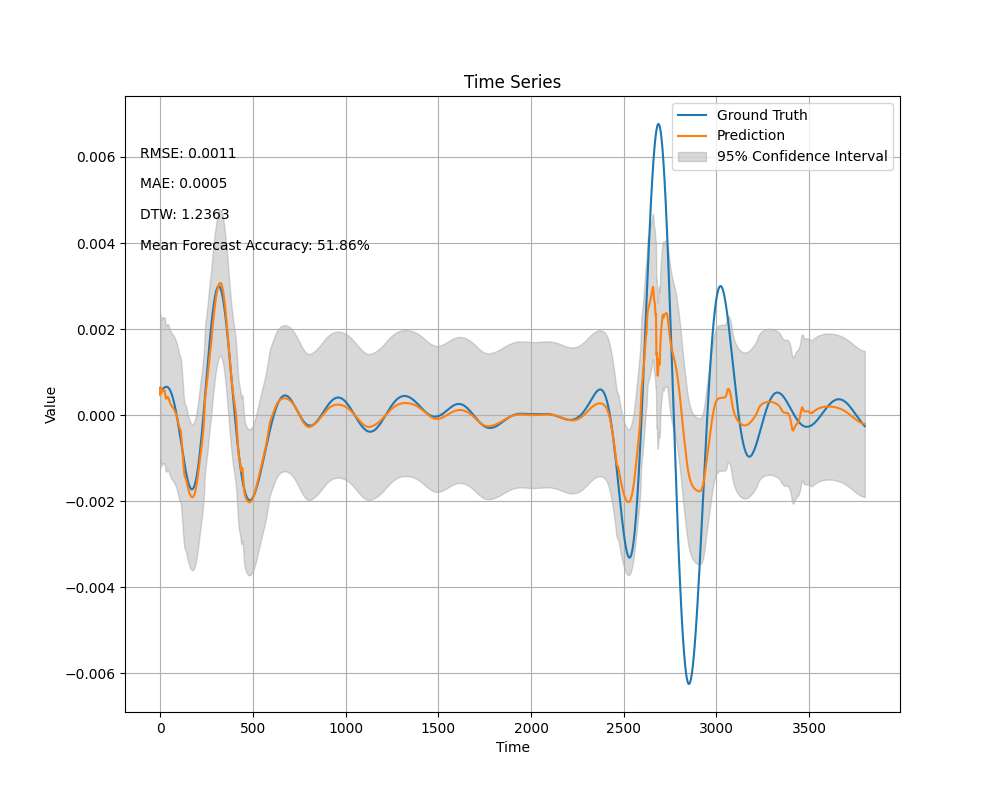 Time Series
Ground Truth
Prediction
95% Confidence Interval
RMSE: 0.0011
MAE: 0.0005
DTW: 1.2363
Mean Forecast Accuracy: 51.86%
Value
0.006
0.004
0.002
0.000
−0.002
−0.004
−0.006
0 500 1000 1500 2000 2500 3000 3500
Time